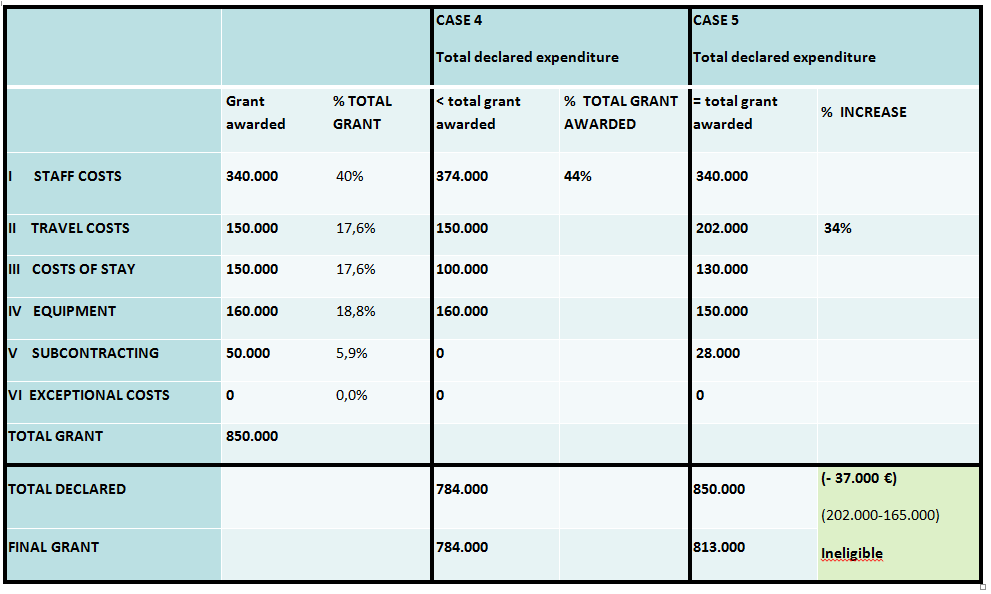 CASE 4
CASE 5
Total declared expenditure
Total declared expenditure
Grant awarded
% TOTAL GRANT
< total grant awarded
% TOTAL GRANT AWARDED
= total grant awarded
% INCREASE
I STAFF COSTS 340.000 40% 374.000 44% 340.000
II TRAVEL COSTS 150.000 17,6% 150.000 202.000 34%
III COSTS OF STAY 150.000 17,6% 100.000 130.000
IV EQUIPMENT 160.000 18,8% 160.000 150.000
V SUBCONTRACTING 50.000 5,9% 0 28.000
VI EXCEPTIONAL COSTS 0 0,0% 0 0
TOTAL GRANT 850.000
TOTAL DECLARED 784.000 850.000
FINAL GRANT 784.000 813.000
(- 37.000 €)
(202.000-165.000)
Ineligible